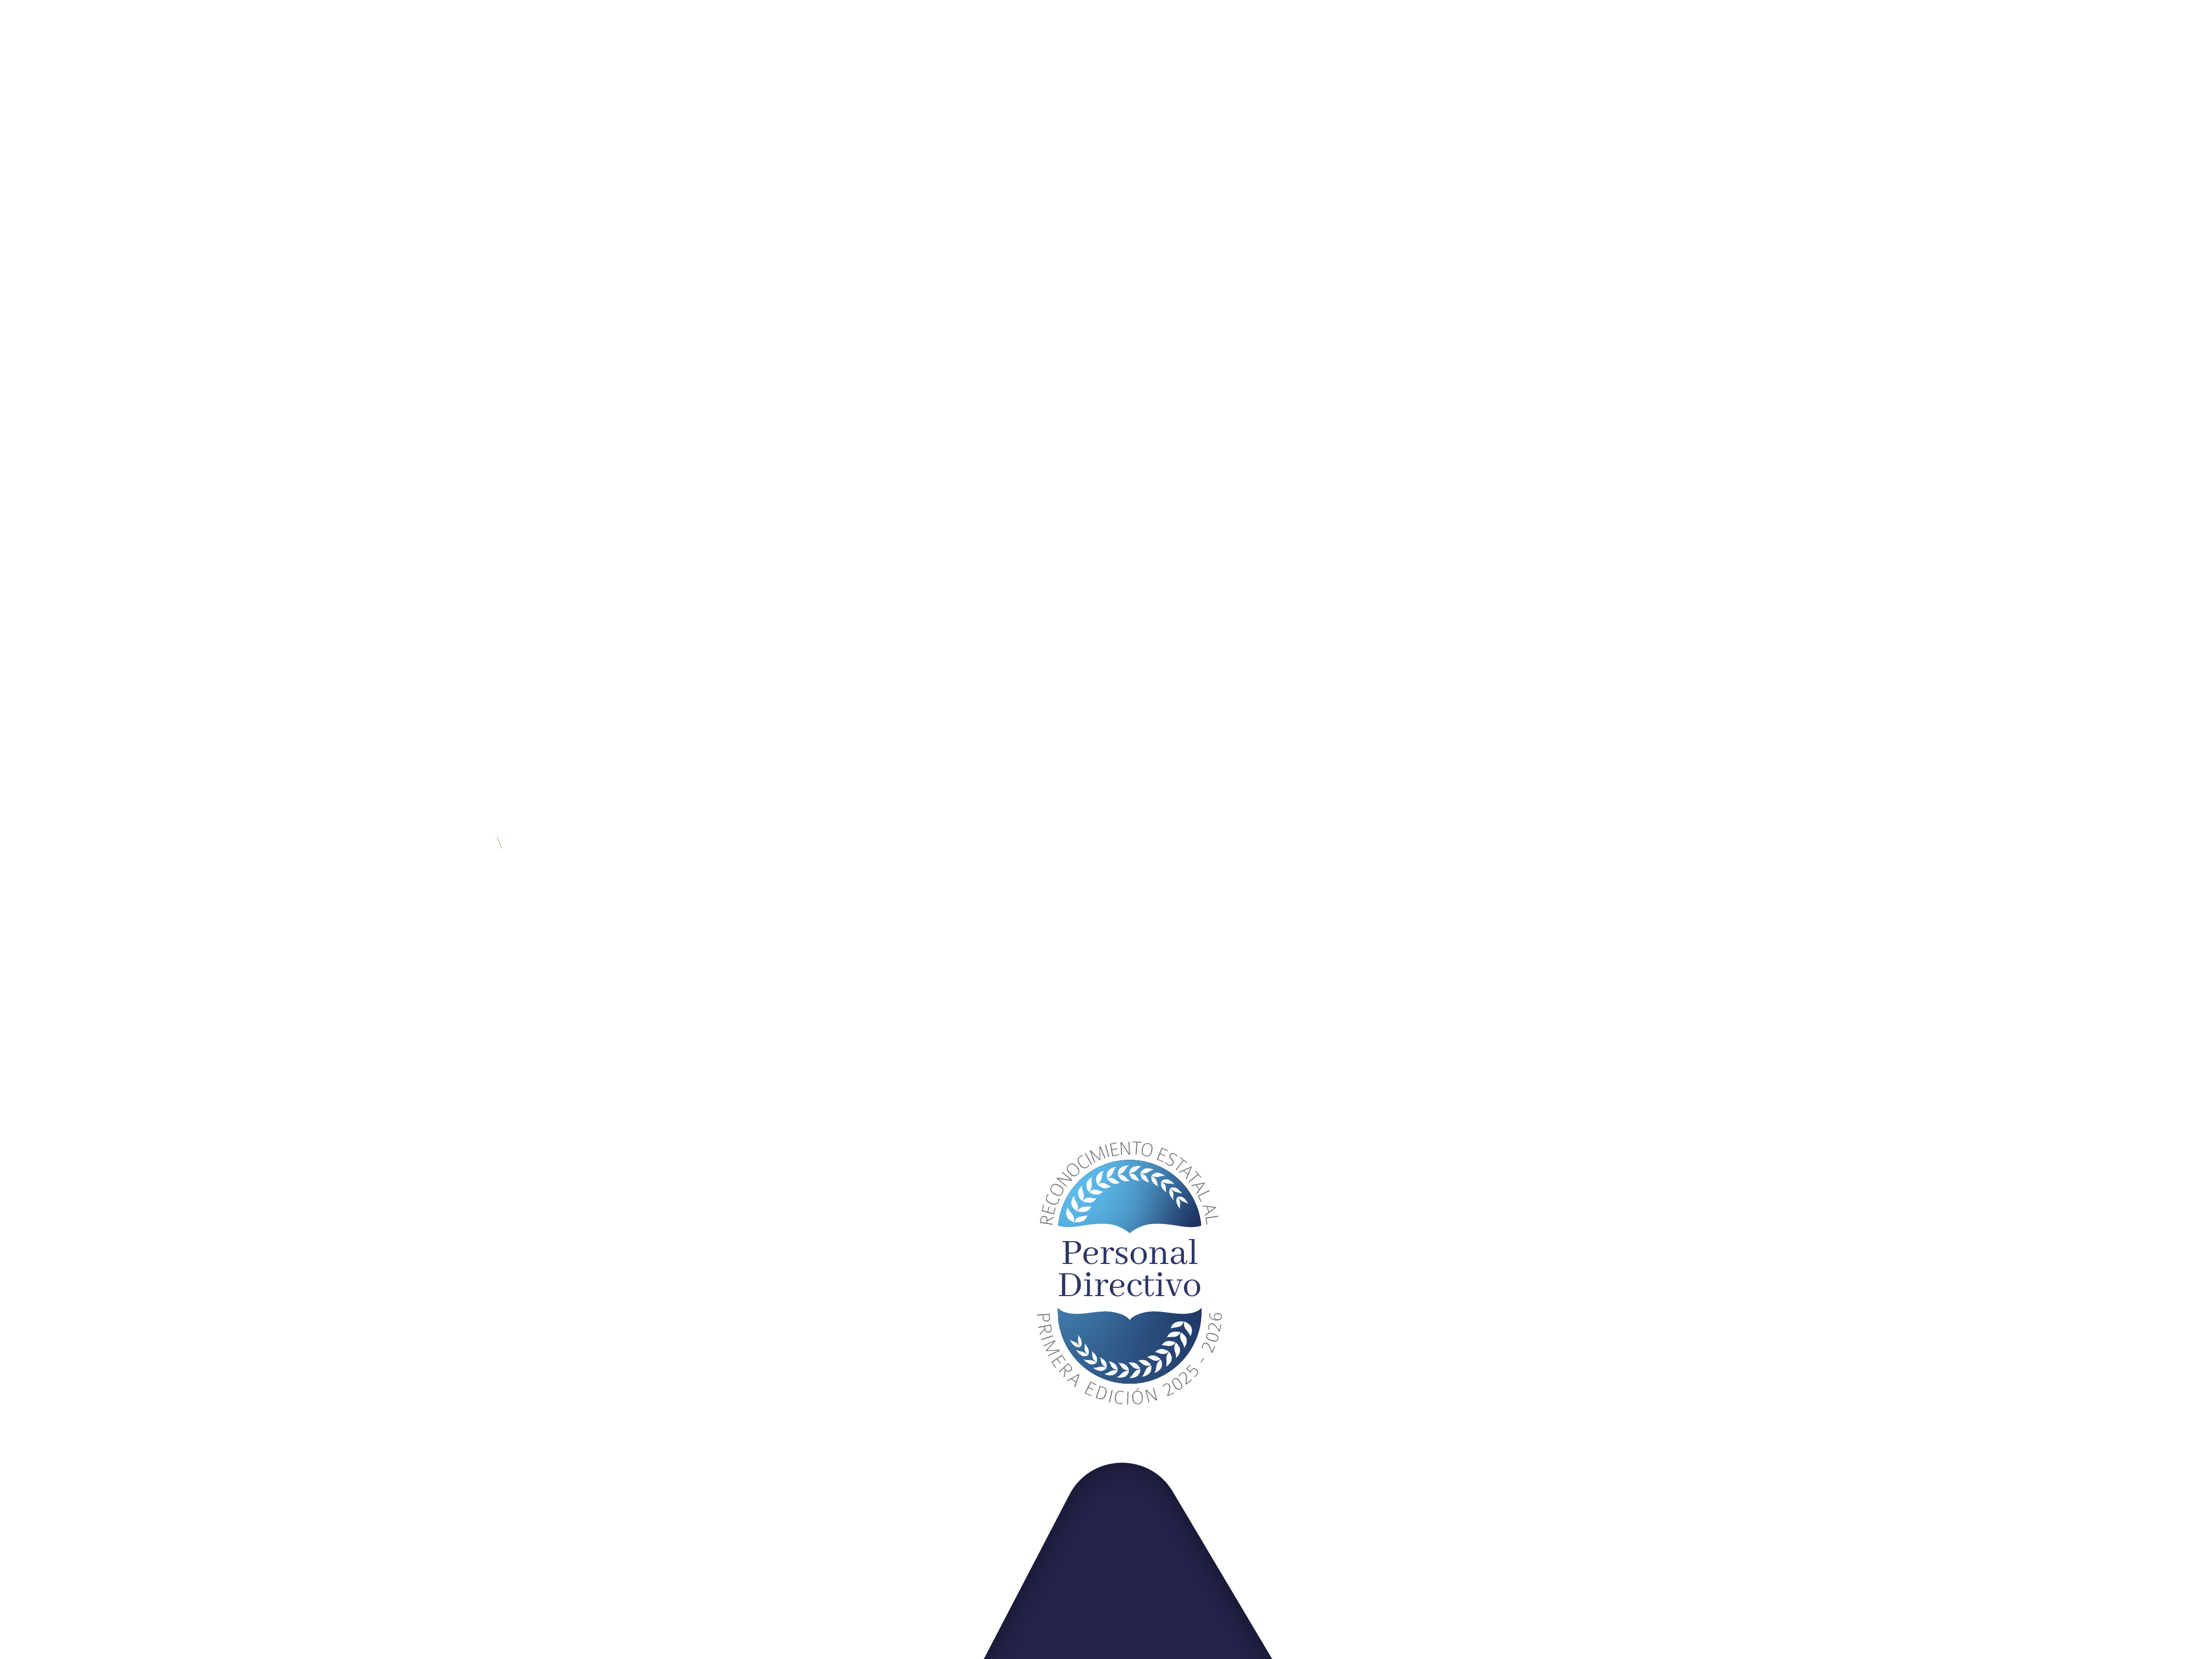 RECONOCIMIENTO ESTATAL AL
Personal
Directivo
PRIMERA EDICIÓN 2025 - 2026